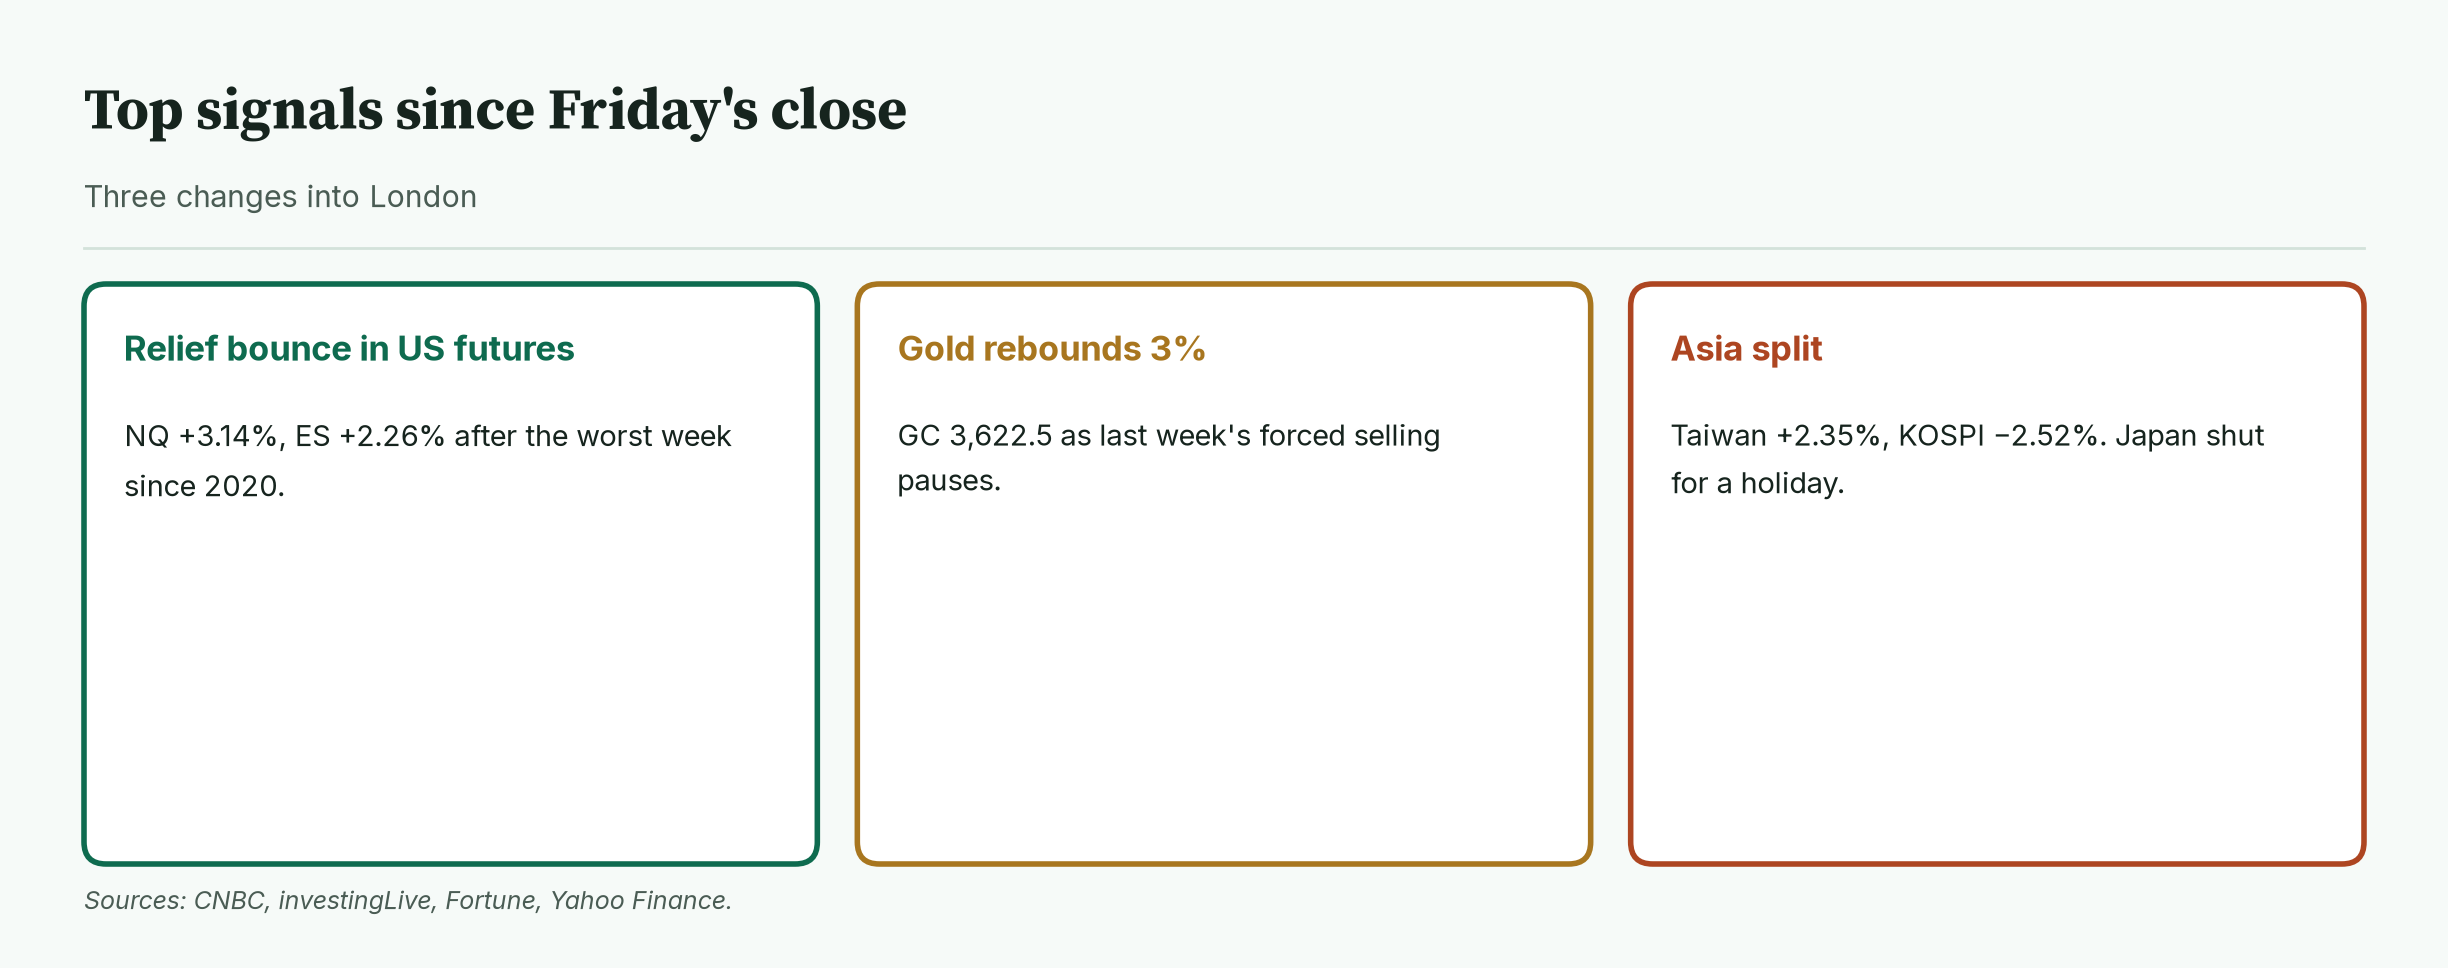 Top signals since Friday's close
Three changes into London
Relief bounce in US futures
NQ +3.14%, ES +2.26% after the worst week
since 2020.
Gold rebounds 3%
GC 3,622.5 as last week's forced selling
pauses.
Asia split
Taiwan +2.35%, KOSPI −2.52%. Japan shut
for a holiday.
Sources: CNBC, investingLive, Fortune, Yahoo Finance.